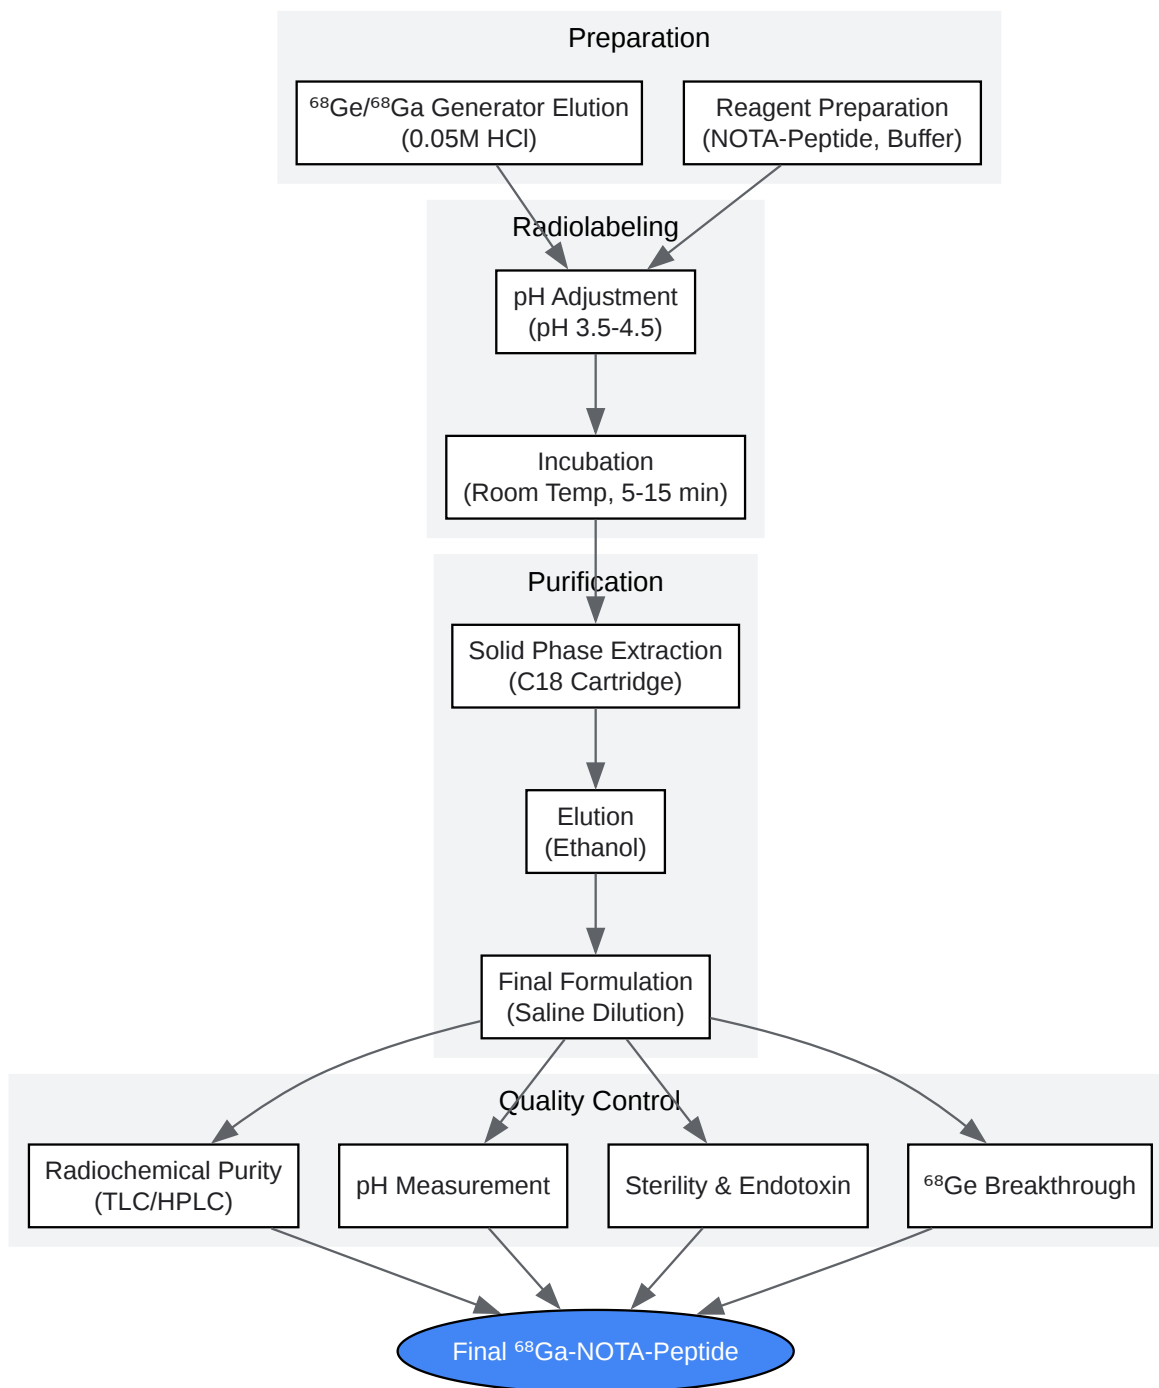 Preparation
⁶⁸Ge/⁶⁸Ga Generator Elution
(0.05M HCl)
Reagent Preparation
(NOTA-Peptide, Buffer)
Radiolabeling
pH Adjustment
(pH 3.5-4.5)
Incubation
(Room Temp, 5-15 min)
Purification
Solid Phase Extraction
(C18 Cartridge)
Elution
(Ethanol)
Final Formulation
(Saline Dilution)
Quality Control
Radiochemical Purity
(TLC/HPLC)
pH Measurement
Sterility & Endotoxin
⁶⁸Ge Breakthrough
Final ⁶⁸Ga-NOTA-Peptide